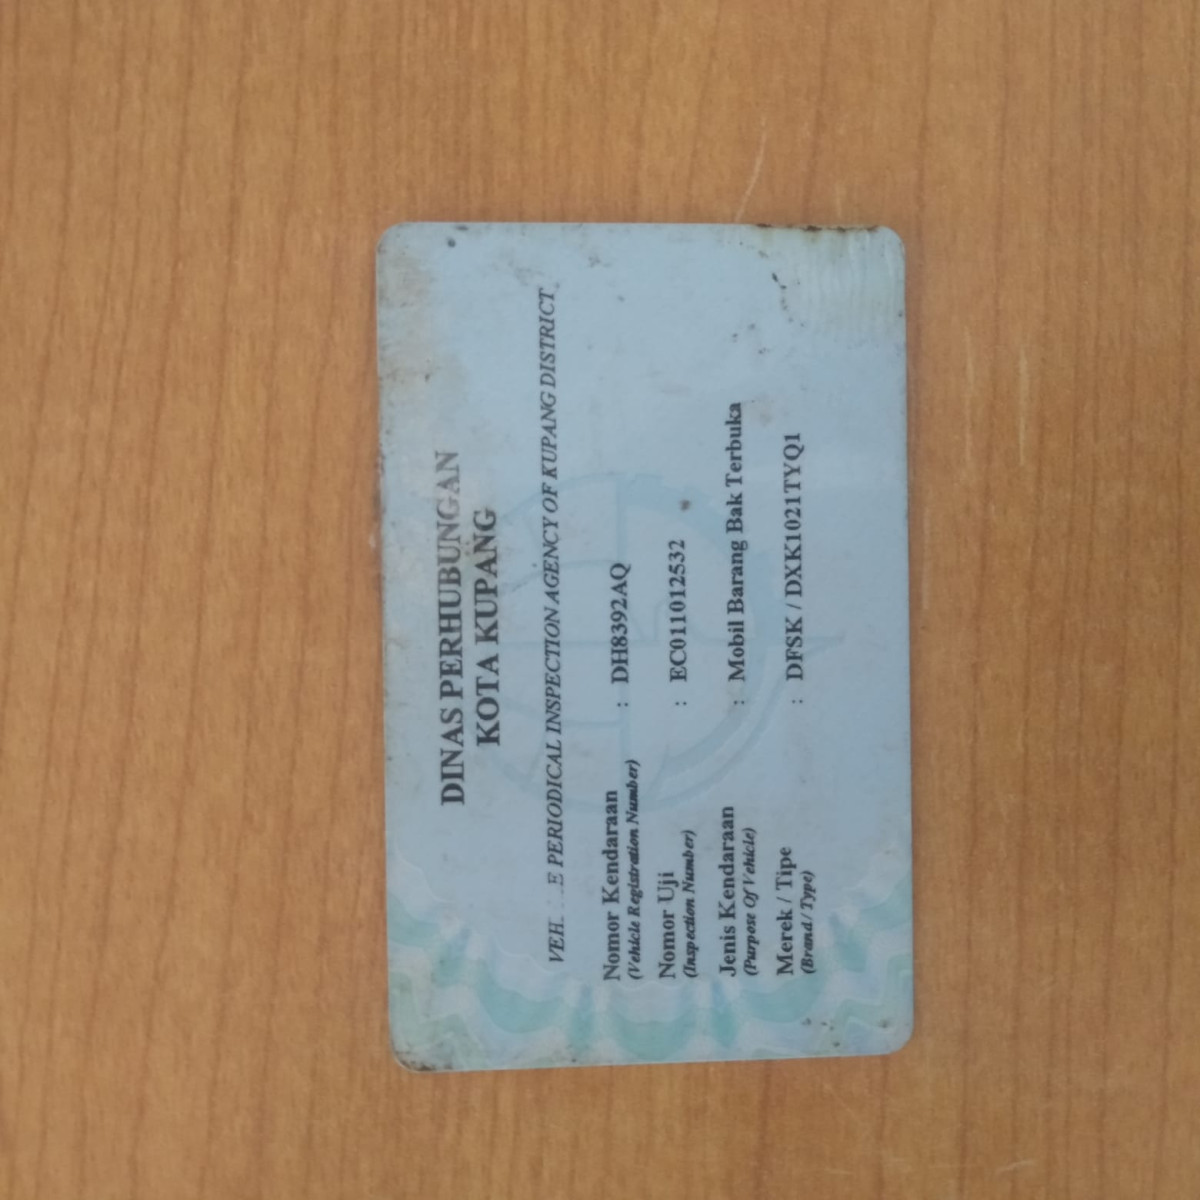 DINAS PERHUBUNGAN
KOTA KUPANG
PERIODICAL INSPECTION AGENCY OF KUPANG DISTRICT
Nomor Kendaraan : DH8392AQ
(Vehicle Registration Number)
Nomor Uji : EC011012532
(Inspection Number)
Jenis Kendaraan : Mobil Barang Bak Terbuka
(Purpose Of Vehicle)
Merek / Tipe : DFSK / DXK1021TYQ1
(Brand / Type)